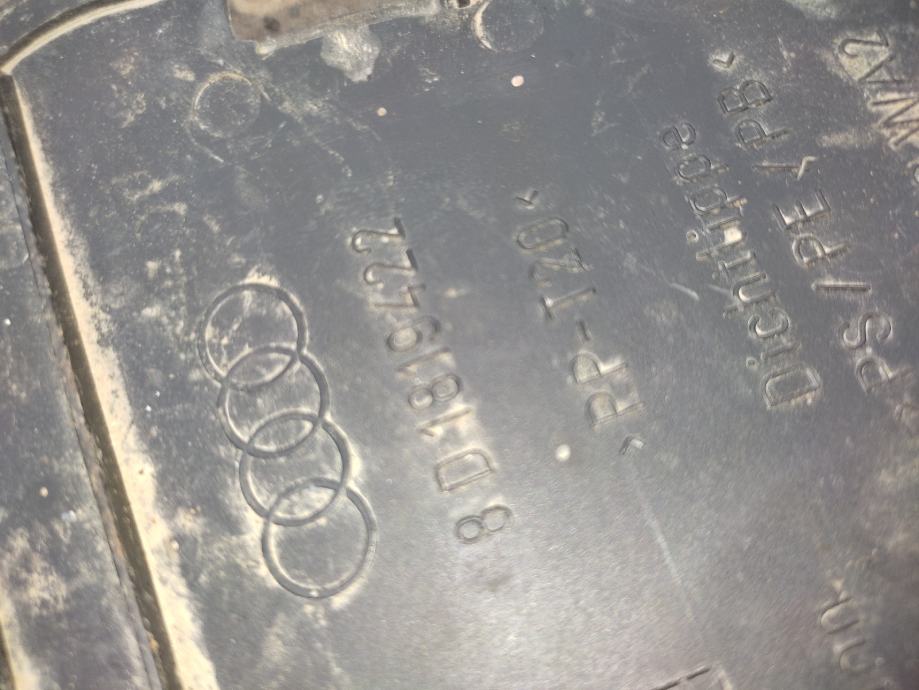 8D1819422
>PP-T20<
Dichtlippe
>PS / PE / PB<